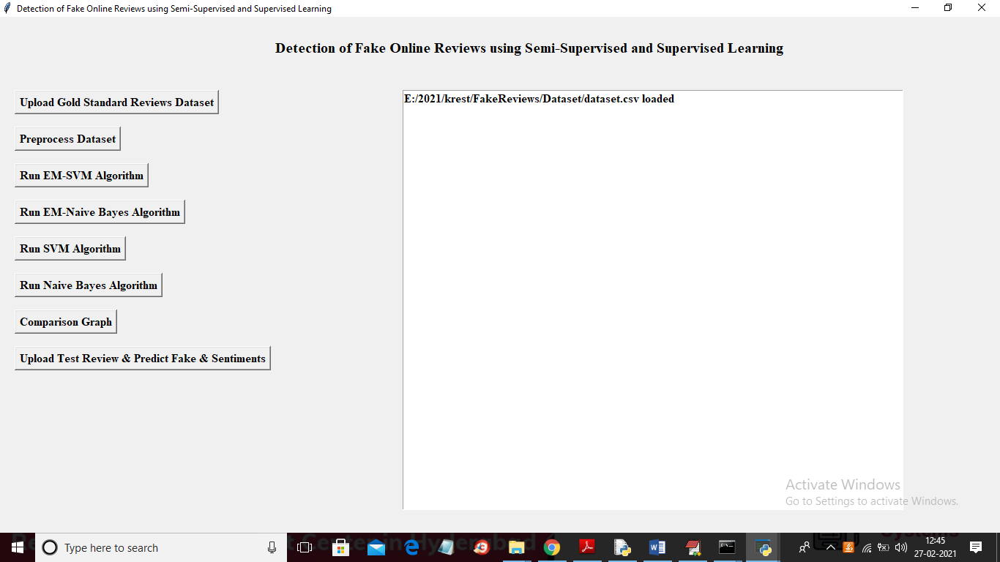 Detection of Fake Online Reviews using Semi-Supervised and Supervised Learning
Detection of Fake Online Reviews using Semi-Supervised and Supervised Learning
Upload Gold Standard Reviews Dataset
Preprocess Dataset
Run EM-SVM Algorithm
Run EM-Naive Bayes Algorithm
Run SVM Algorithm
Run Naive Bayes Algorithm
Comparison Graph
Upload Test Review & Predict Fake & Sentiments
E:/2021/krest/FakeReviews/Dataset/dataset.csv loaded
Activate Windows
Go to Settings to activate Windows.
Type here to search
12:45
27-02-2021